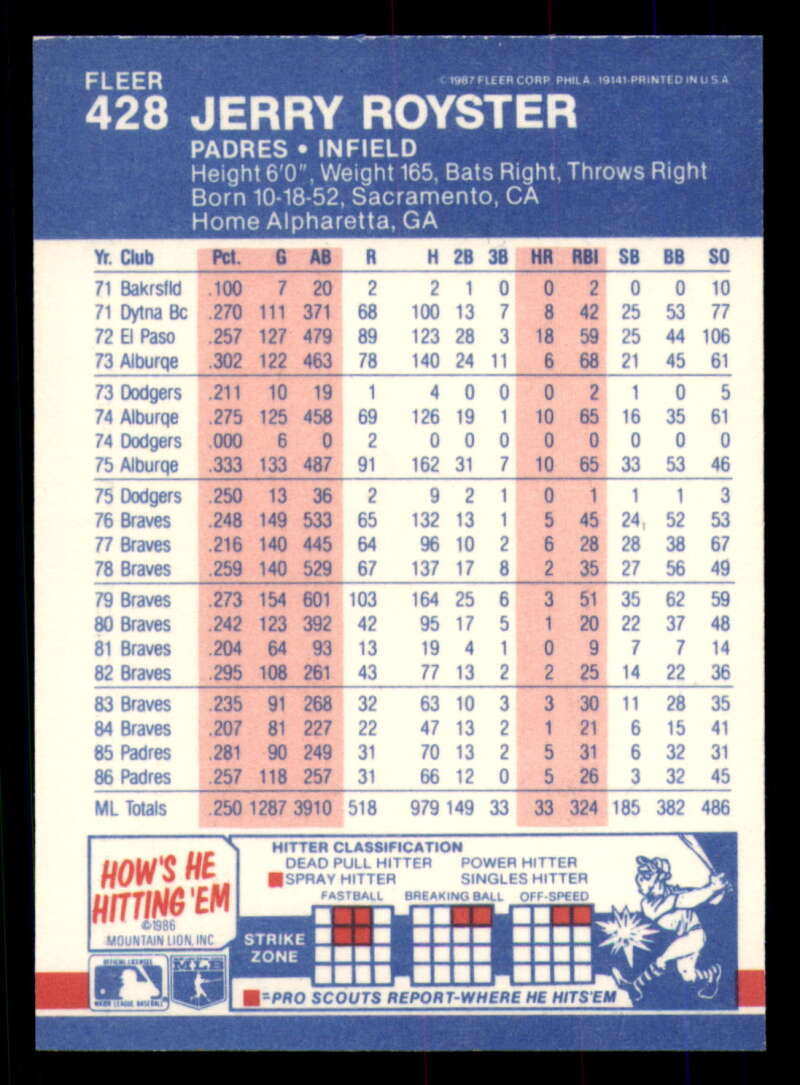 FLEER
©1987 FLEER CORP. PHILA. 19141-PRINTED IN U.S.A.
428 JERRY ROYSTER
PADRES • INFIELD
Height 6'0", Weight 165, Bats Right, Throws Right
Born 10-18-52, Sacramento, CA
Home Alpharetta, GA
Yr. Club Pct. G AB R H 2B 3B HR RBI SB BB SO
71 Bakrsfld .100 7 20 2 2 1 0 0 2 0 0 10
71 Dytna Bc .270 111 371 68 100 13 7 8 42 25 53 77
72 El Paso .257 127 479 89 123 28 3 18 59 25 44 106
73 Alburqe .302 122 463 78 140 24 11 6 68 21 45 61
73 Dodgers .211 10 19 1 4 0 0 0 2 1 0 5
74 Alburqe .275 125 458 69 126 19 1 10 65 16 35 61
74 Dodgers .000 6 0 2 0 0 0 0 0 0 0 0
75 Alburqe .333 133 487 91 162 31 7 10 65 33 53 46
75 Dodgers .250 13 36 2 9 2 1 0 1 1 1 3
76 Braves .248 149 533 65 132 13 1 5 45 24 52 53
77 Braves .216 140 445 64 96 10 2 6 28 28 38 67
78 Braves .259 140 529 67 137 17 8 2 35 27 56 49
79 Braves .273 154 601 103 164 25 6 3 51 35 62 59
80 Braves .242 123 392 42 95 17 5 1 20 22 37 48
81 Braves .204 64 93 13 19 4 1 0 9 7 7 14
82 Braves .295 108 261 43 77 13 2 2 25 14 22 36
83 Braves .235 91 268 32 63 10 3 3 30 11 28 35
84 Braves .207 81 227 22 47 13 2 1 21 6 15 41
85 Padres .281 90 249 31 70 13 2 5 31 6 32 31
86 Padres .257 118 257 31 66 12 0 5 26 3 32 45
ML Totals .250 1287 3910 518 979 149 33 33 324 185 382 486
HOW'S HE
HITTING 'EM
©1986
MOUNTAIN LION, INC
HITTER CLASSIFICATION
DEAD PULL HITTER POWER HITTER
SPRAY HITTER SINGLES HITTER
FASTBALL BREAKING BALL OFF-SPEED
STRIKE
ZONE
=PRO SCOUTS REPORT-WHERE HE HITS 'EM
OFFICIAL LICENSEE
MAJOR LEAGUE BASEBALL
MLB